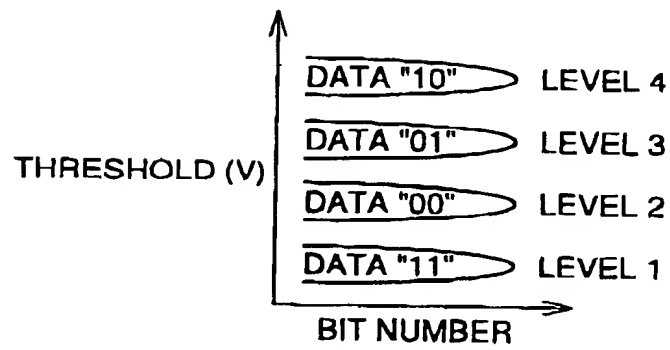 DATA "10" LEVEL 4
DATA "01" LEVEL 3
THRESHOLD (V)
DATA "00" LEVEL 2
DATA "11" LEVEL 1
BIT NUMBER